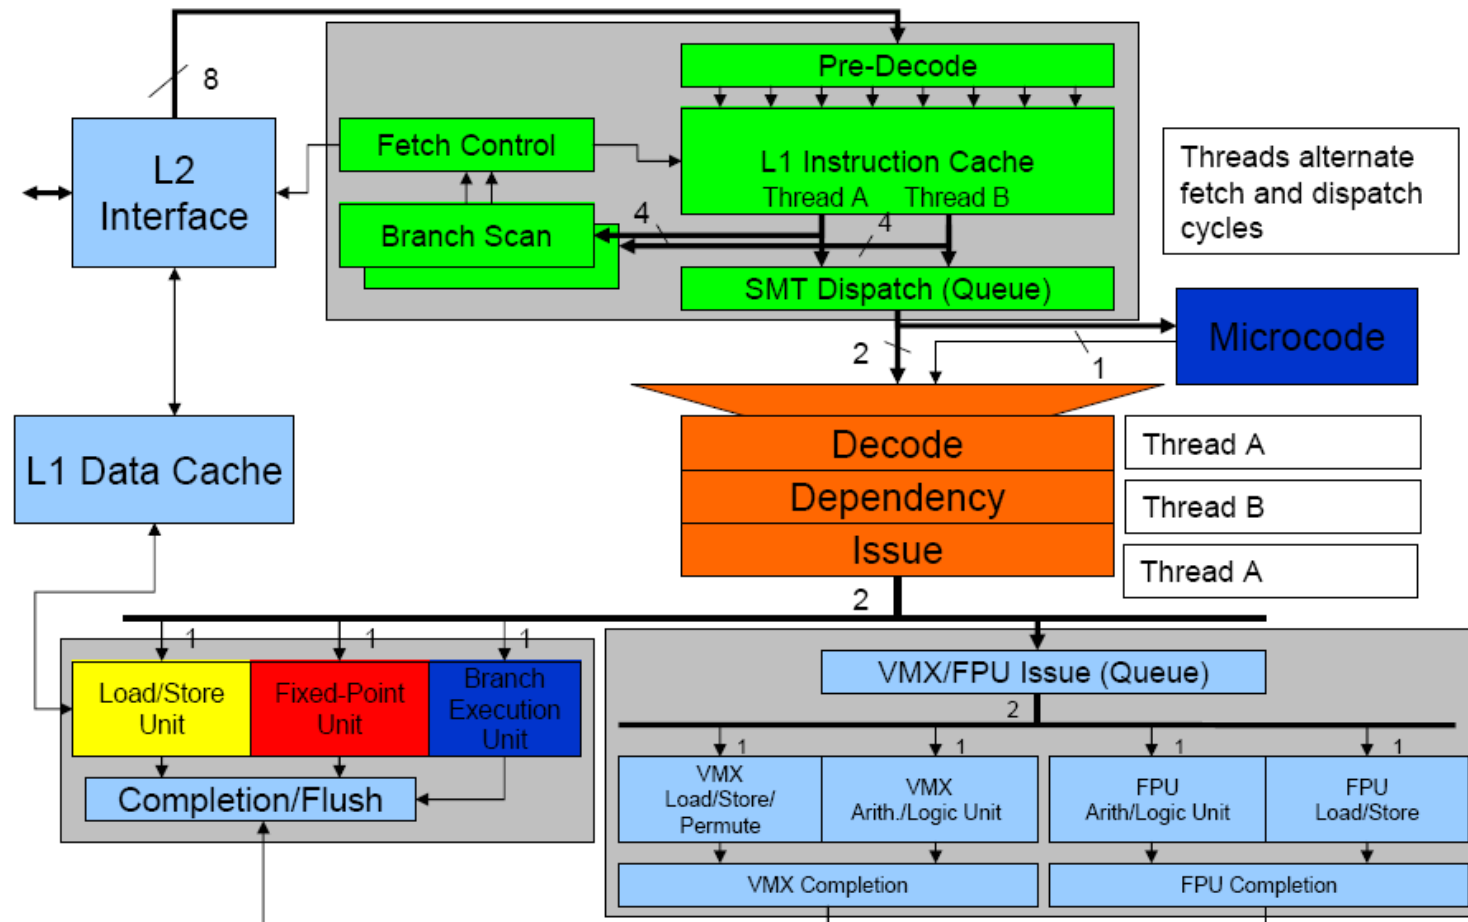 8
Pre-Decode
Fetch Control
L1 Instruction Cache
Thread A
Thread B
L2
Interface
Threads alternate
fetch and dispatch
cycles
4
4
Branch Scan
SMT Dispatch (Queue)
2
1
Microcode
Decode
Thread A
L1 Data Cache
Dependency
Thread B
Issue
Thread A
2
1
1
1
Load/Store
Unit
Fixed-Point
Unit
Branch
Execution
Unit
Completion/Flush
VMX/FPU Issue (Queue)
2
1
1
1
1
VMX
Load/Store/
Permute
VMX
Arith./Logic Unit
FPU
Arith/Logic Unit
FPU
Load/Store
VMX Completion
FPU Completion